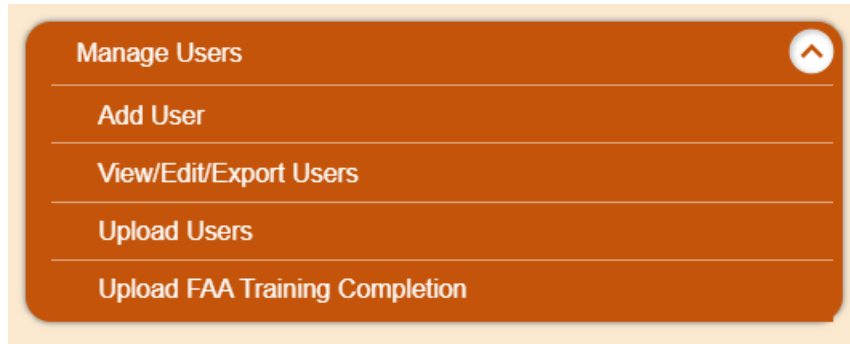 Manage Users
Add User
View/Edit/Export Users
Upload Users
Upload FAA Training Completion